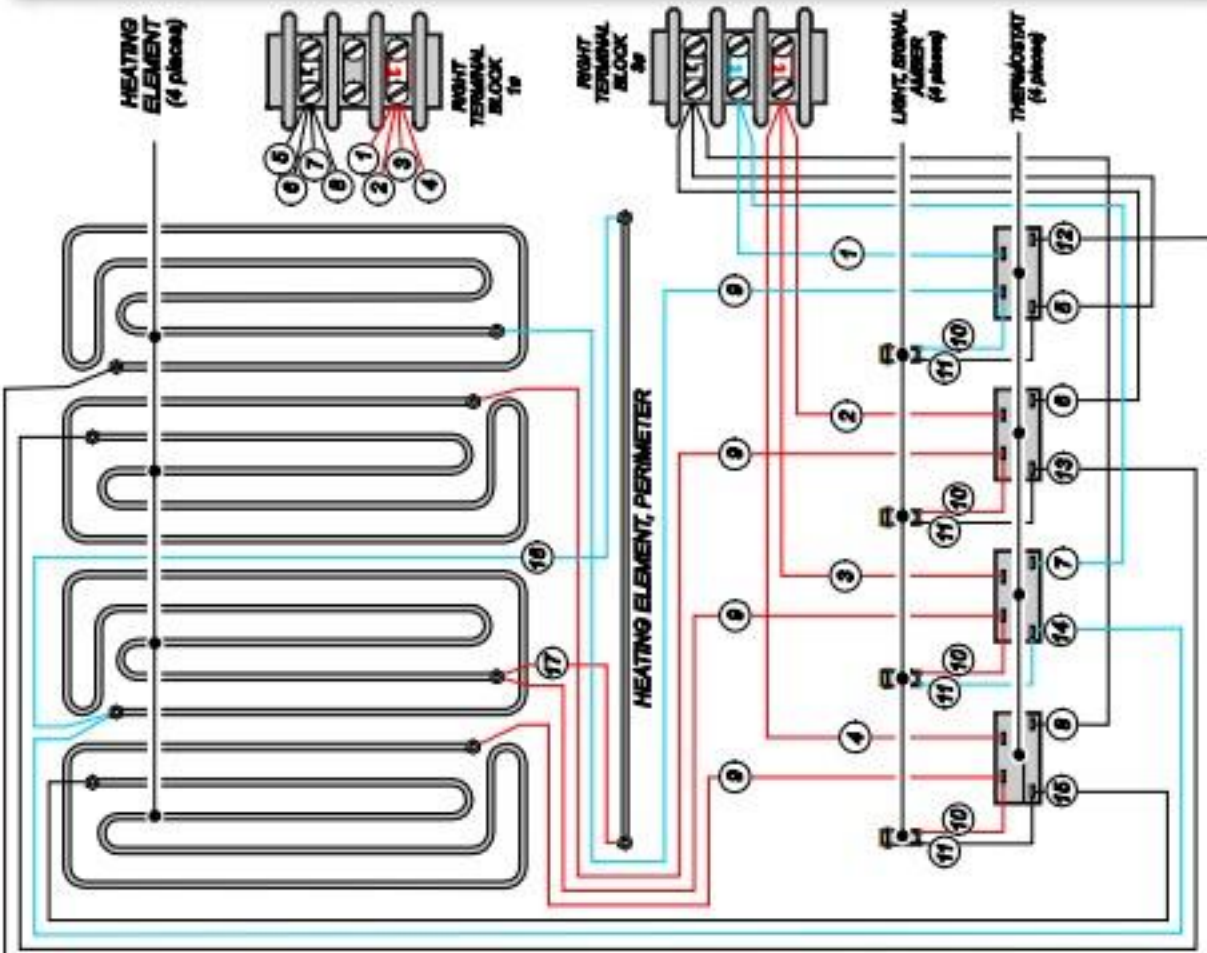 HEATING
ELEMENT
(4 places)
RIGHT
TERMINAL
BLOCK
1ø
RIGHT
TERMINAL
BLOCK
3ø
LIGHT, SIGNAL
AMBER
(4 places)
THERMOSTAT
(4 places)
5
6
7
8
1
2
3
4
HEATING ELEMENT, PERIMETER
16
17
1
9
10
11
12
5
2
9
10
11
6
13
3
9
10
11
7
14
4
9
10
11
8
15